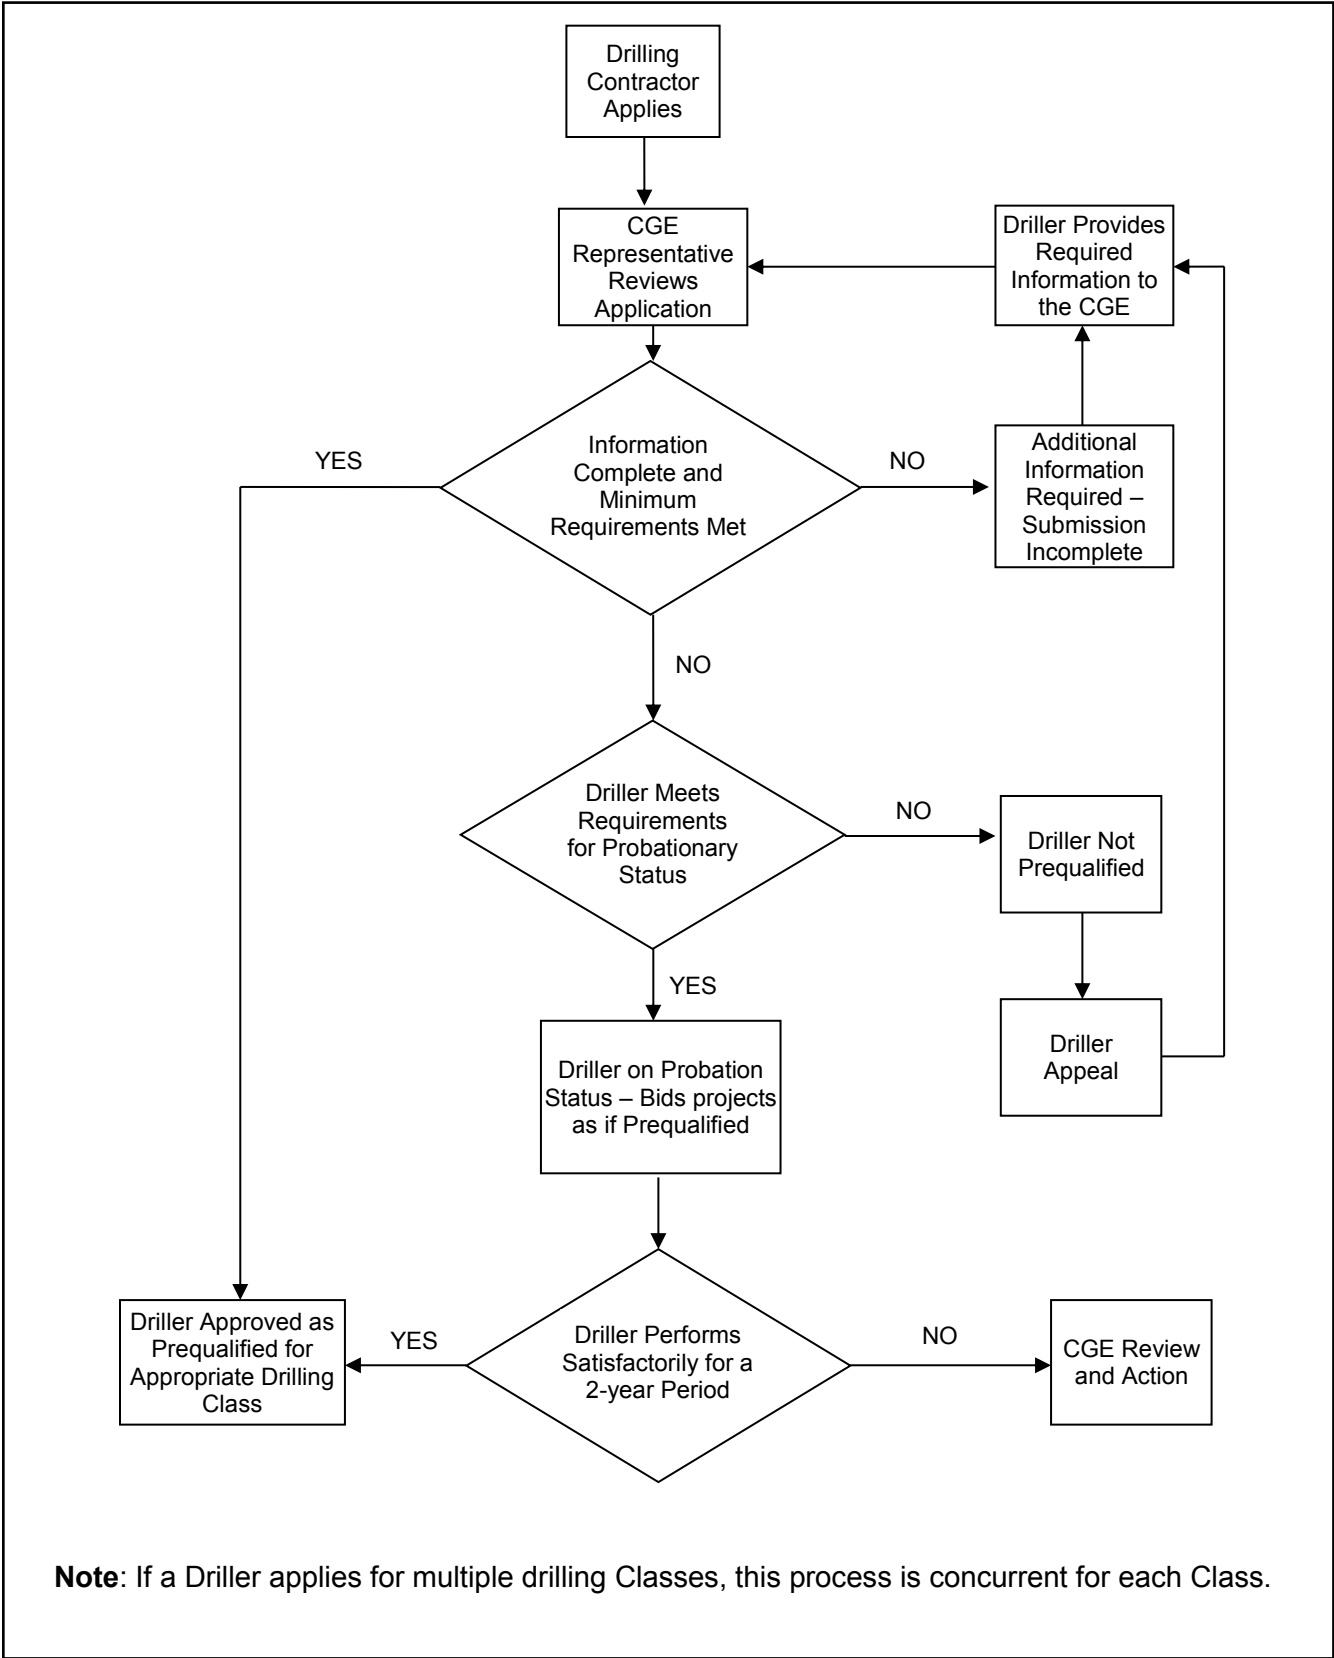 Drilling
Contractor
Applies
CGE
Representative
Reviews
Application
Driller Provides
Required
Information to
the CGE
YES
Information
Complete and
Minimum
Requirements Met
NO
Additional
Information
Required –
Submission
Incomplete
NO
Driller Meets
Requirements
for Probationary
Status
NO
Driller Not
Prequalified
YES
Driller
Appeal
Driller on Probation
Status – Bids projects
as if Prequalified
Driller Approved as
Prequalified for
Appropriate Drilling
Class
YES
Driller Performs
Satisfactorily for a
2-year Period
NO
CGE Review
and Action
Note: If a Driller applies for multiple drilling Classes, this process is concurrent for each Class.